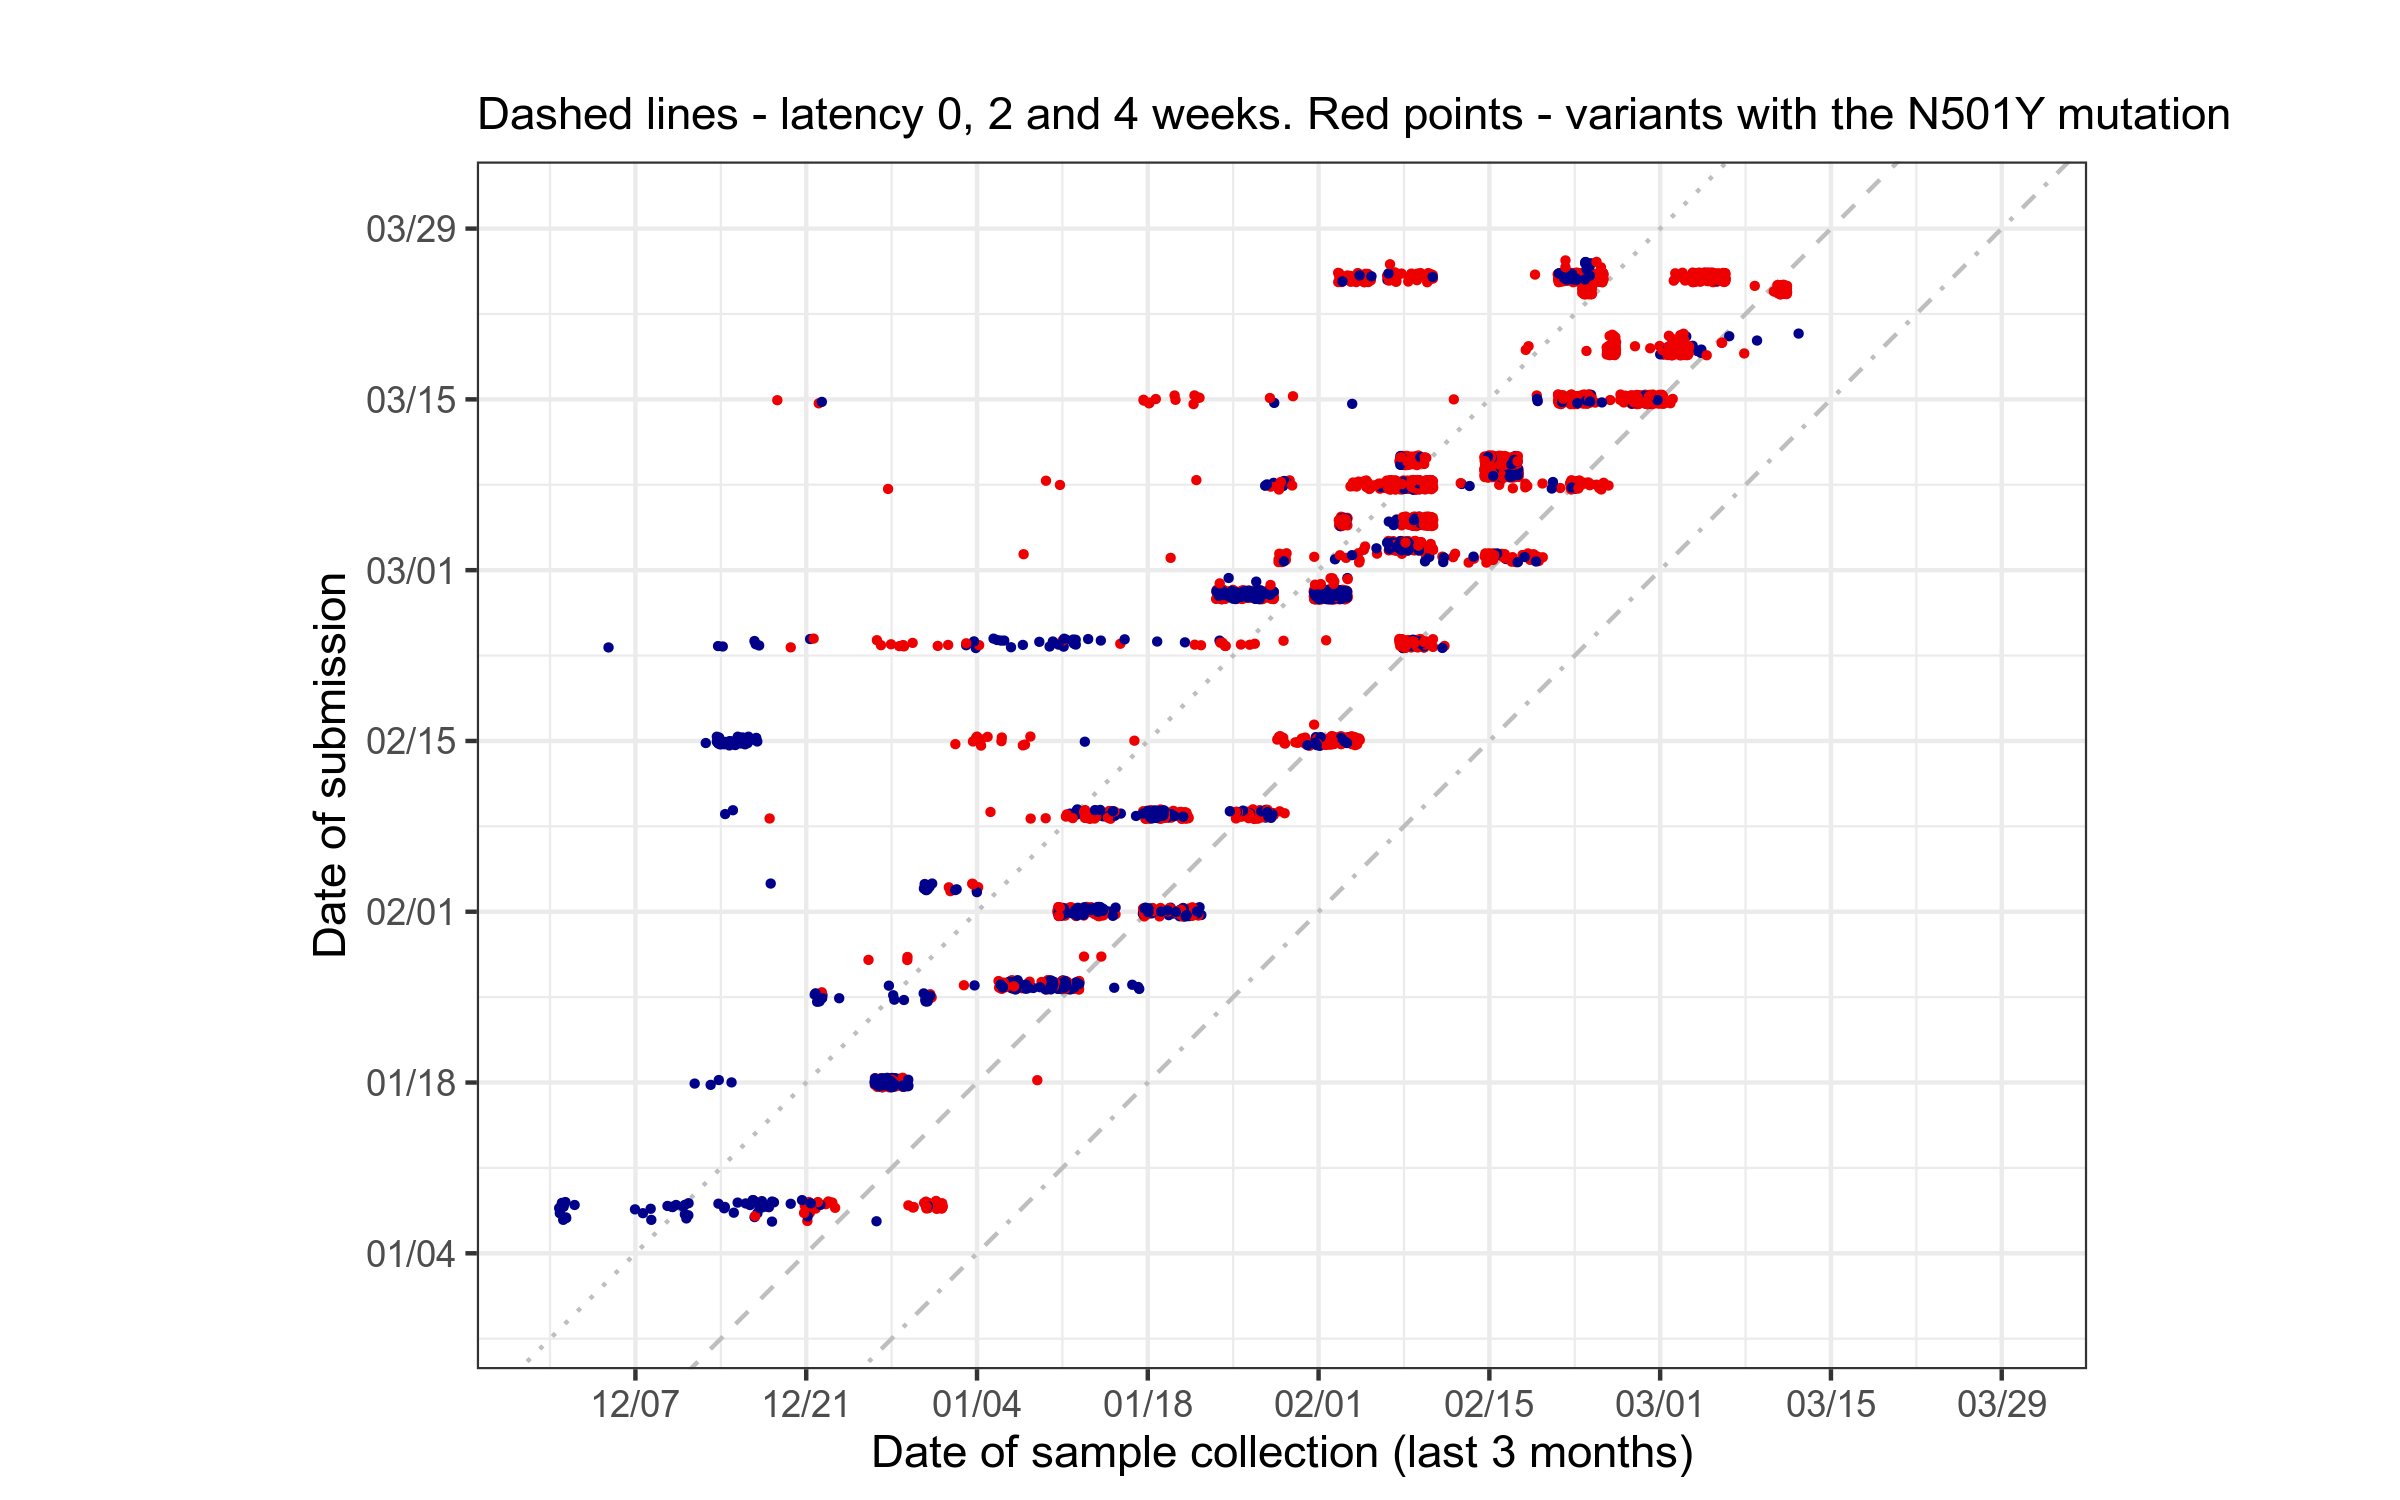 Dashed lines - latency 0, 2 and 4 weeks. Red points - variants with the N501Y mutation
03/29
03/15
03/01
02/15
02/01
01/18
01/04
Date of submission
12/07 12/21 01/04 01/18 02/01 02/15 03/01 03/15 03/29
Date of sample collection (last 3 months)